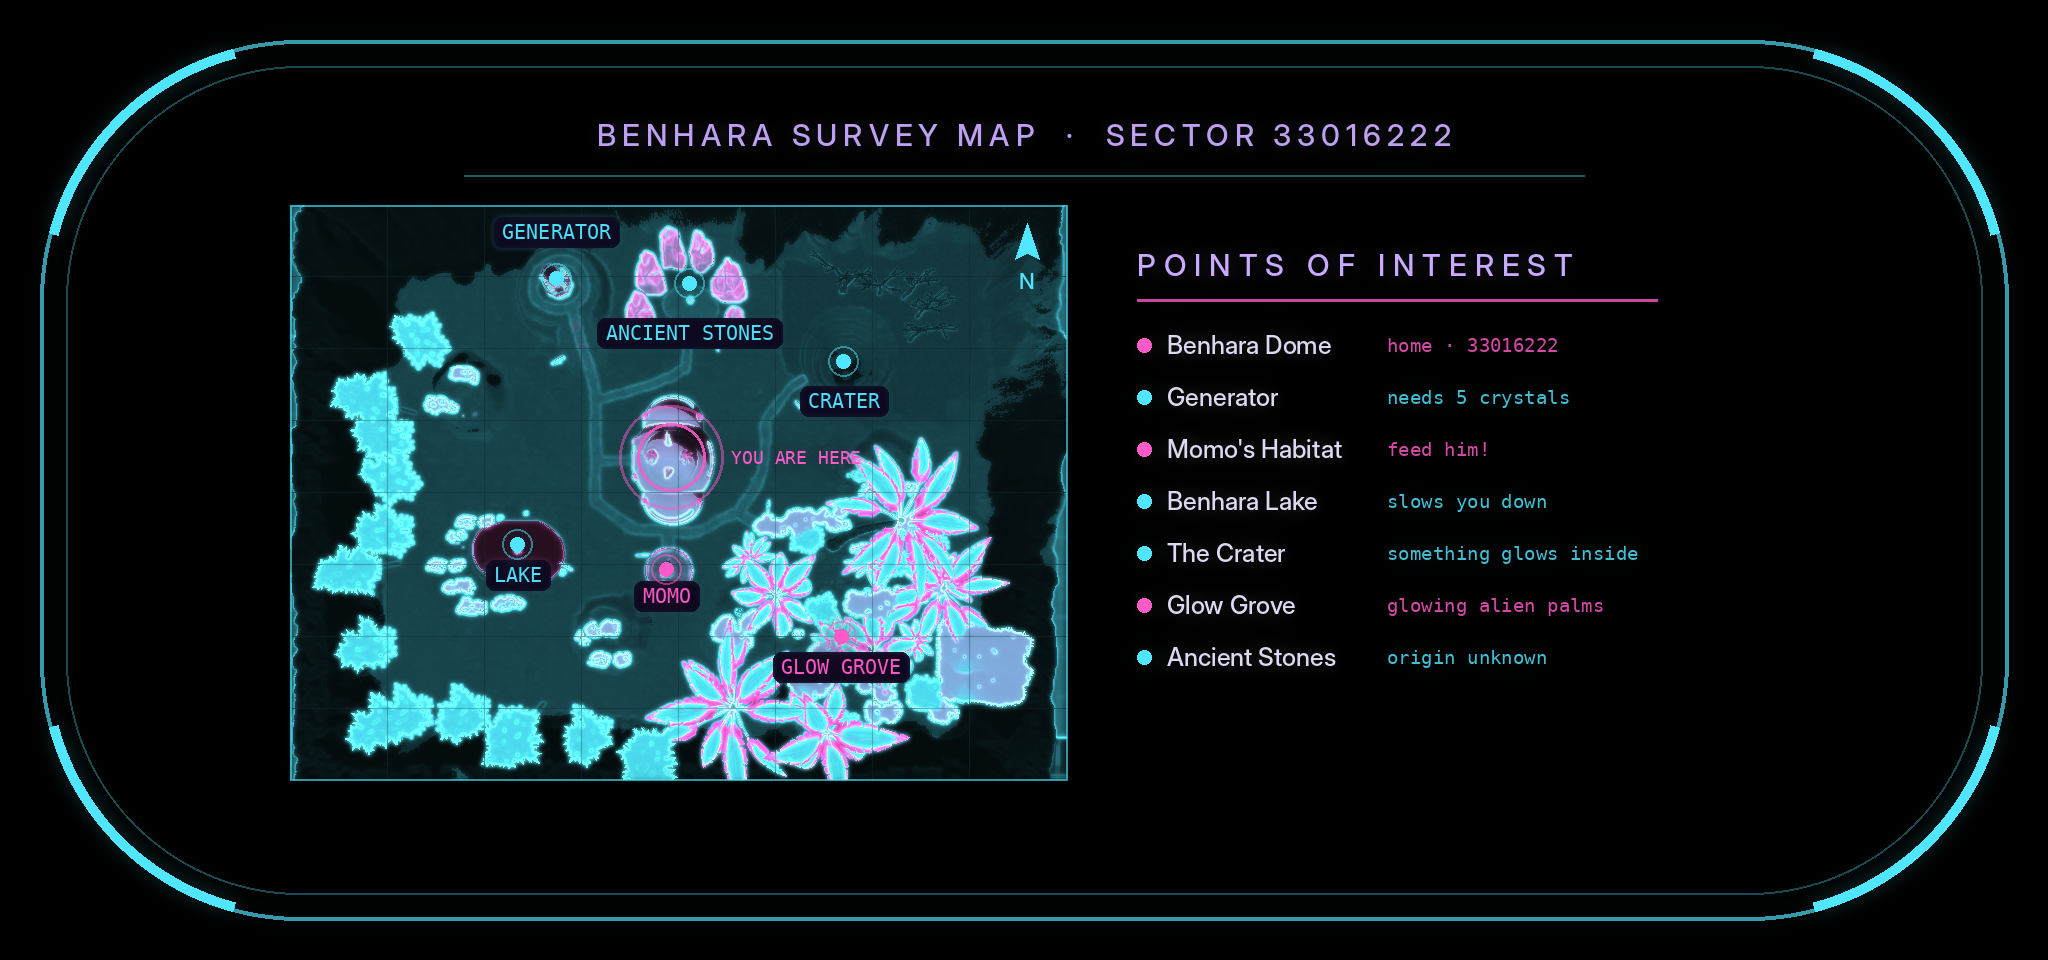 BENHARA SURVEY MAP · SECTOR 33016222
GENERATOR
N
ANCIENT STONES
CRATER
YOU ARE HERE
LAKE
MOMO
GLOW GROVE
POINTS OF INTEREST
Benhara Dome home · 33016222
Generator needs 5 crystals
Momo's Habitat feed him!
Benhara Lake slows you down
The Crater something glows inside
Glow Grove glowing alien palms
Ancient Stones origin unknown